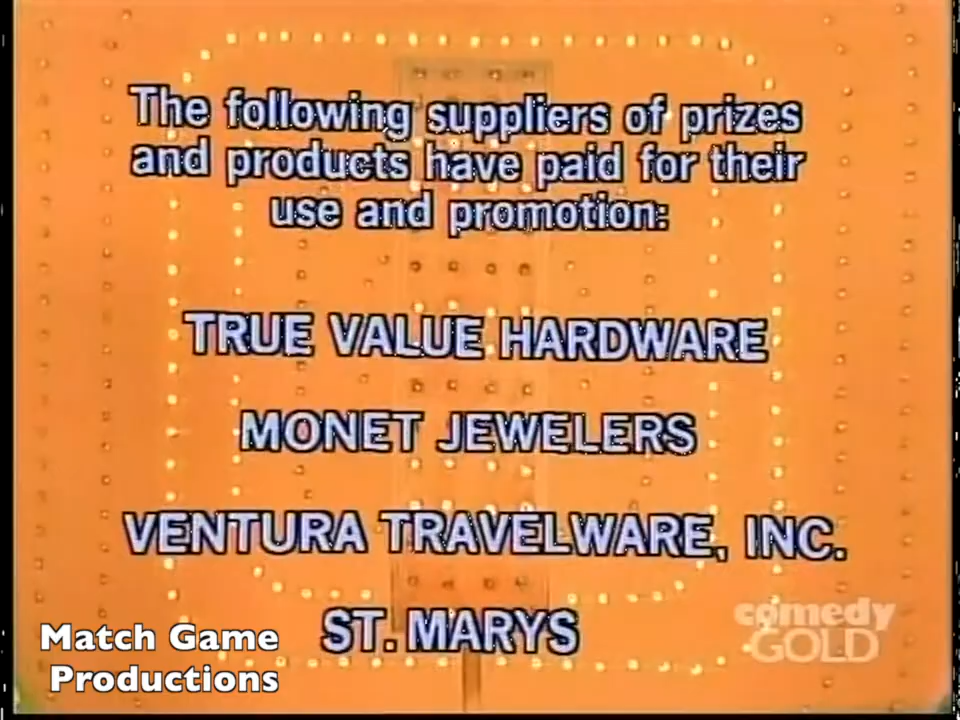 The following suppliers of prizes
and products have paid for their
use and promotion:
TRUE VALUE HARDWARE
MONET JEWELERS
VENTURA TRAVELWARE, INC.
ST. MARYS
Match Game
Productions
comedy
GOLD